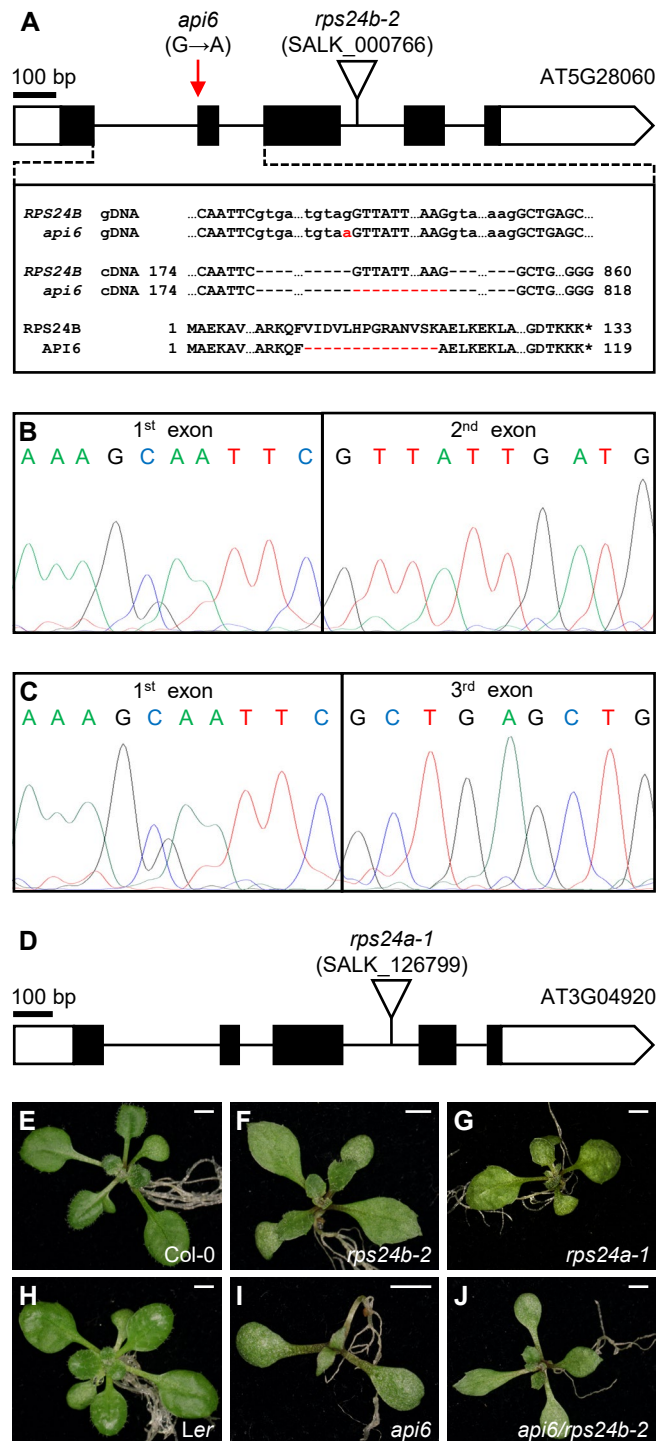 A
api6
(G→A)
rps24b-2
(SALK_000766)
100 bp
AT5G28060
RPS24B gDNA …CAATTCgtga…tgtagGTTATT…AAGgta…aagGCTGAGC…
api6 gDNA …CAATTCgtga…tgtaaGTTATT…AAGgta…aagGCTGAGC…
RPS24B cDNA 174 …CAATTC----…-----GTTATT…AAG---…---GCTG…GGG 860
api6 cDNA 174 …CAATTC----…--------------…---GCTG…GGG 818
RPS24B 1 MAEKAV…ARKQFVIDVLHPGRANVSKAELKEKLA…GDTKKK* 133
API6 1 MAEKAV…ARKQF--------------AELKEKLA…GDTKKK* 119
B
1st exon
2nd exon
A A A G C A A T T C G T T A T T G A T G
C
1st exon
3rd exon
A A A G C A A T T C G C T G A G C T G
D
rps24a-1
(SALK_126799)
100 bp
AT3G04920
E
Col-0
F
rps24b-2
G
rps24a-1
H
Ler
I
api6
J
api6/rps24b-2